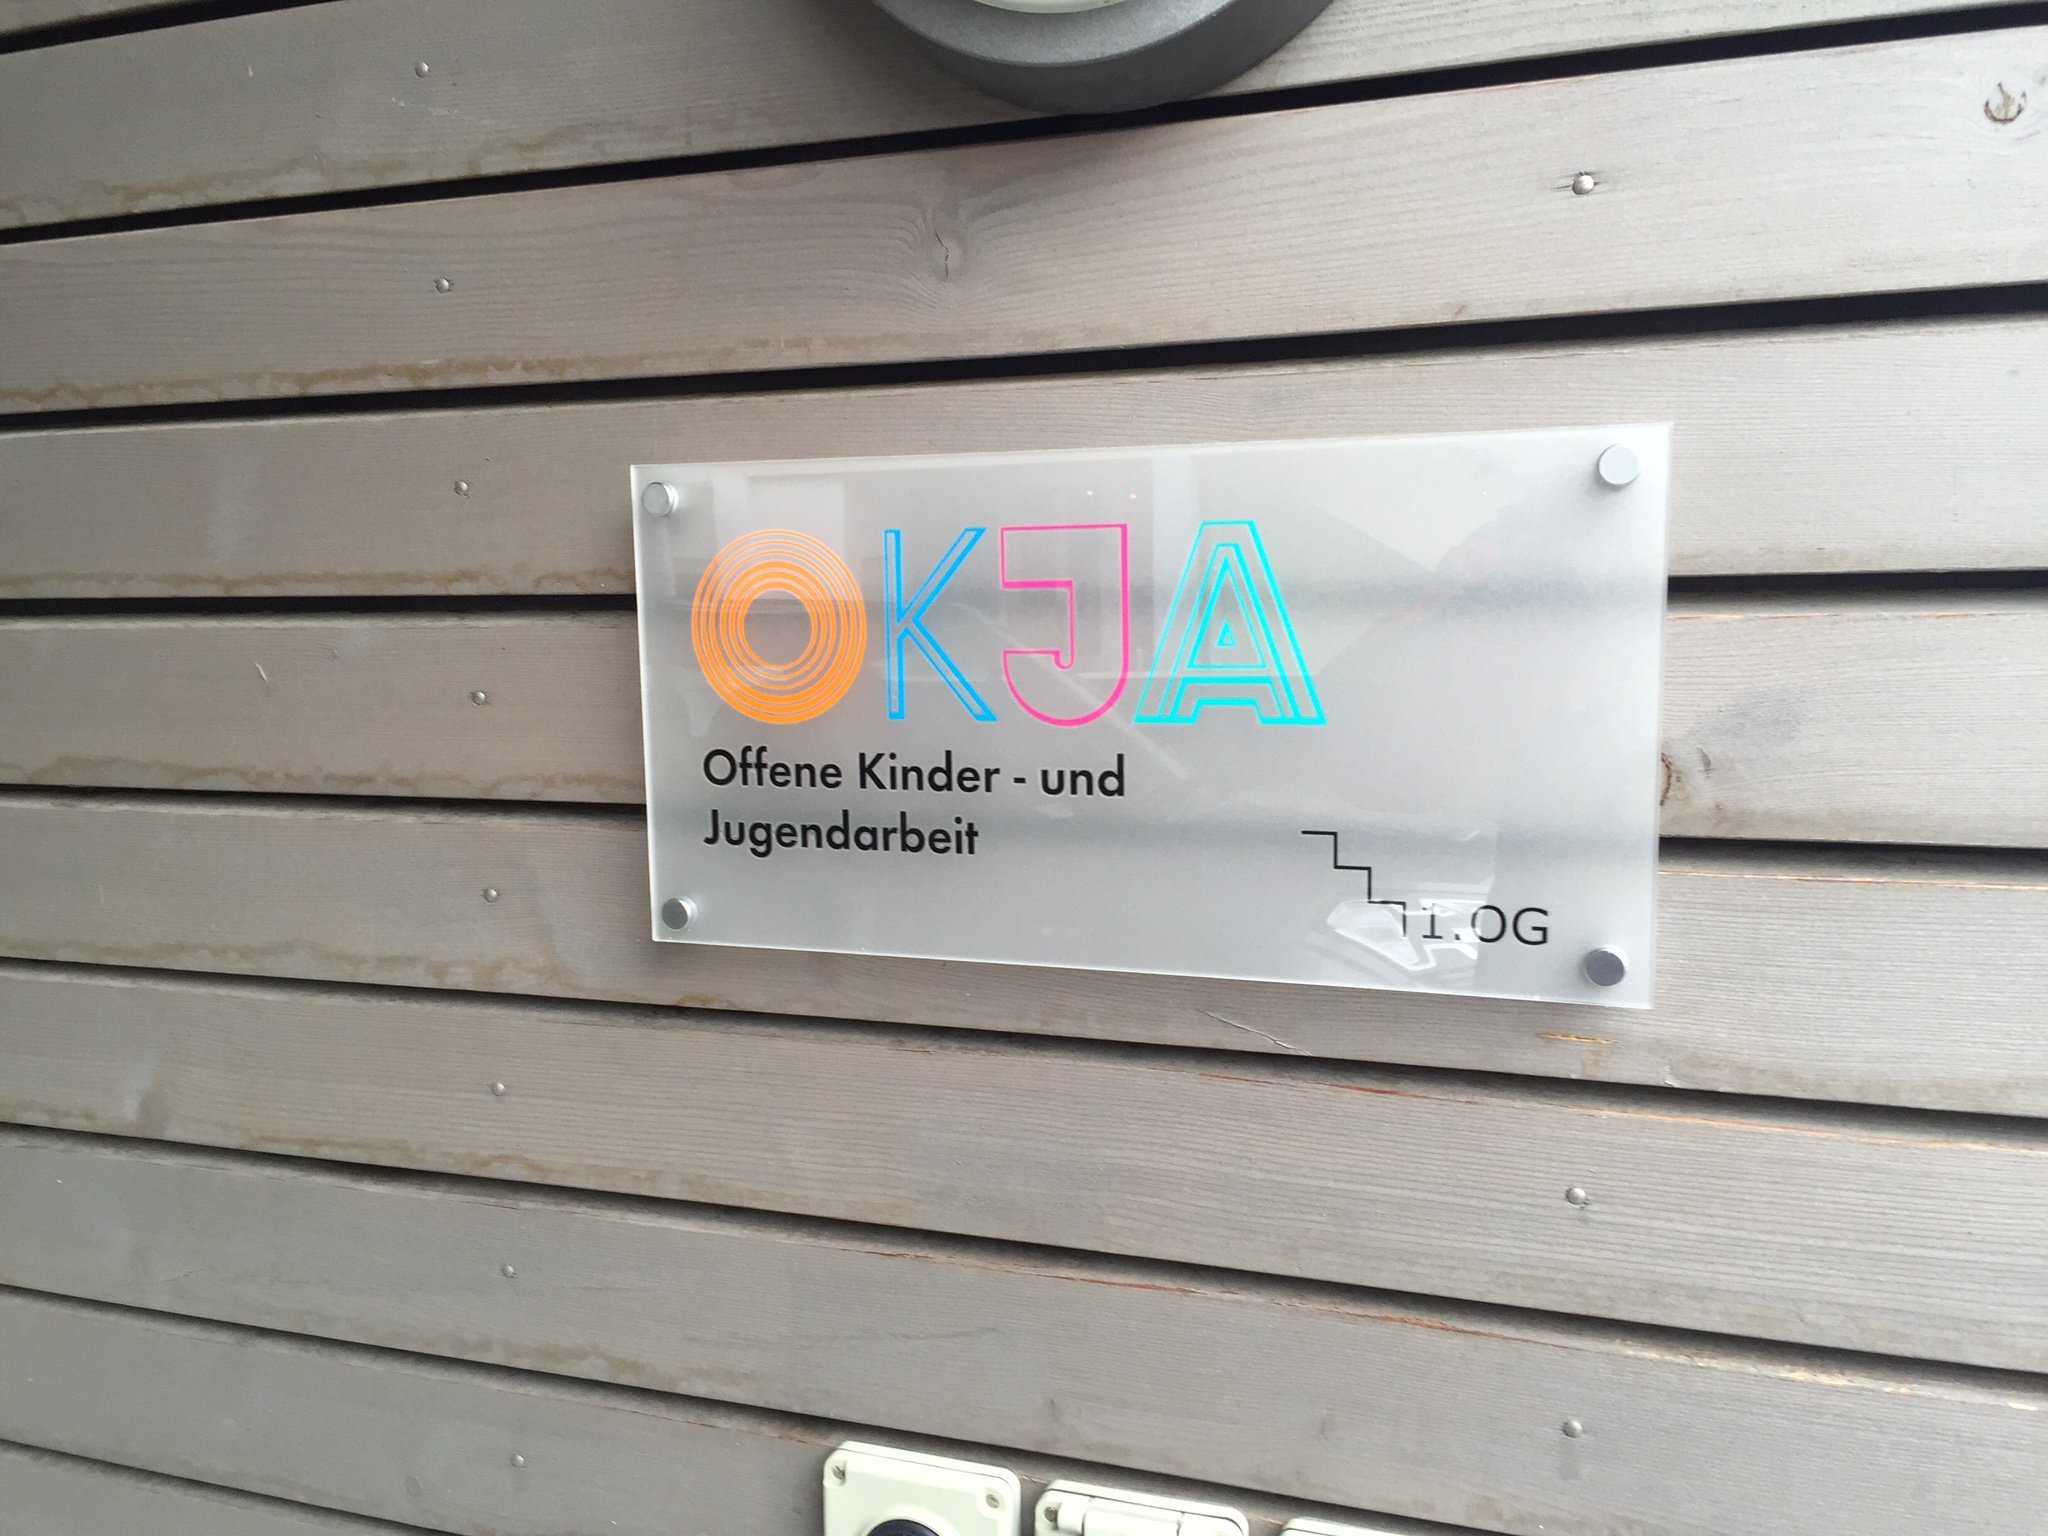 OKJA
Offene Kinder - und
Jugendarbeit
1.OG